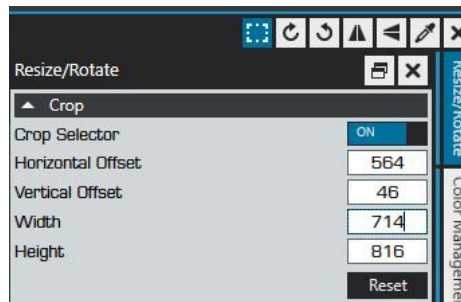 Resize/Rotate
Crop
Crop Selector ON
Horizontal Offset 564
Vertical Offset 46
Width 714
Height 816
Reset
Resize/Rotate
Color Manageme